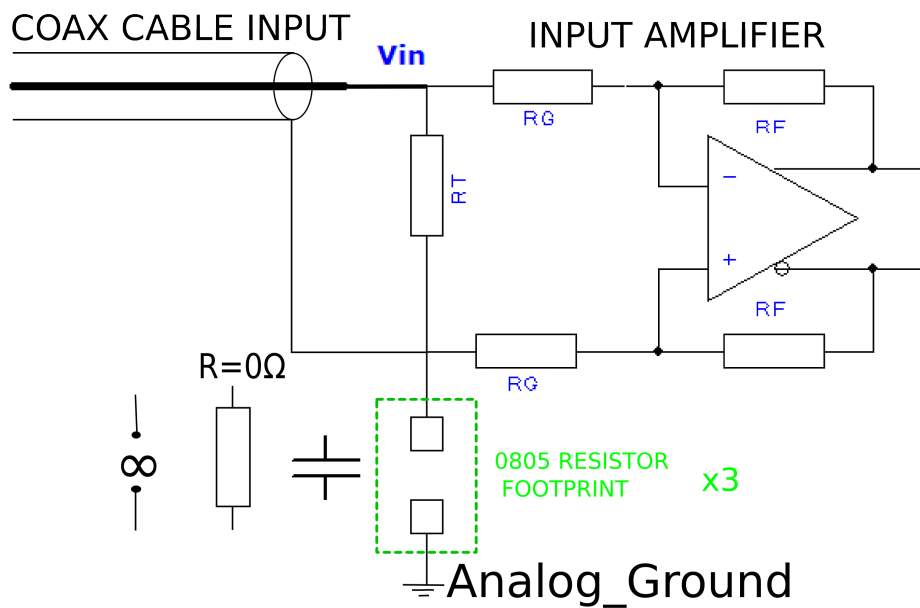 COAX CABLE INPUT
INPUT AMPLIFIER
Vin
RG
RF
RT
−
+
RF
RG
R=0Ω
∞
0805 RESISTOR
FOOTPRINT
x3
Analog_Ground